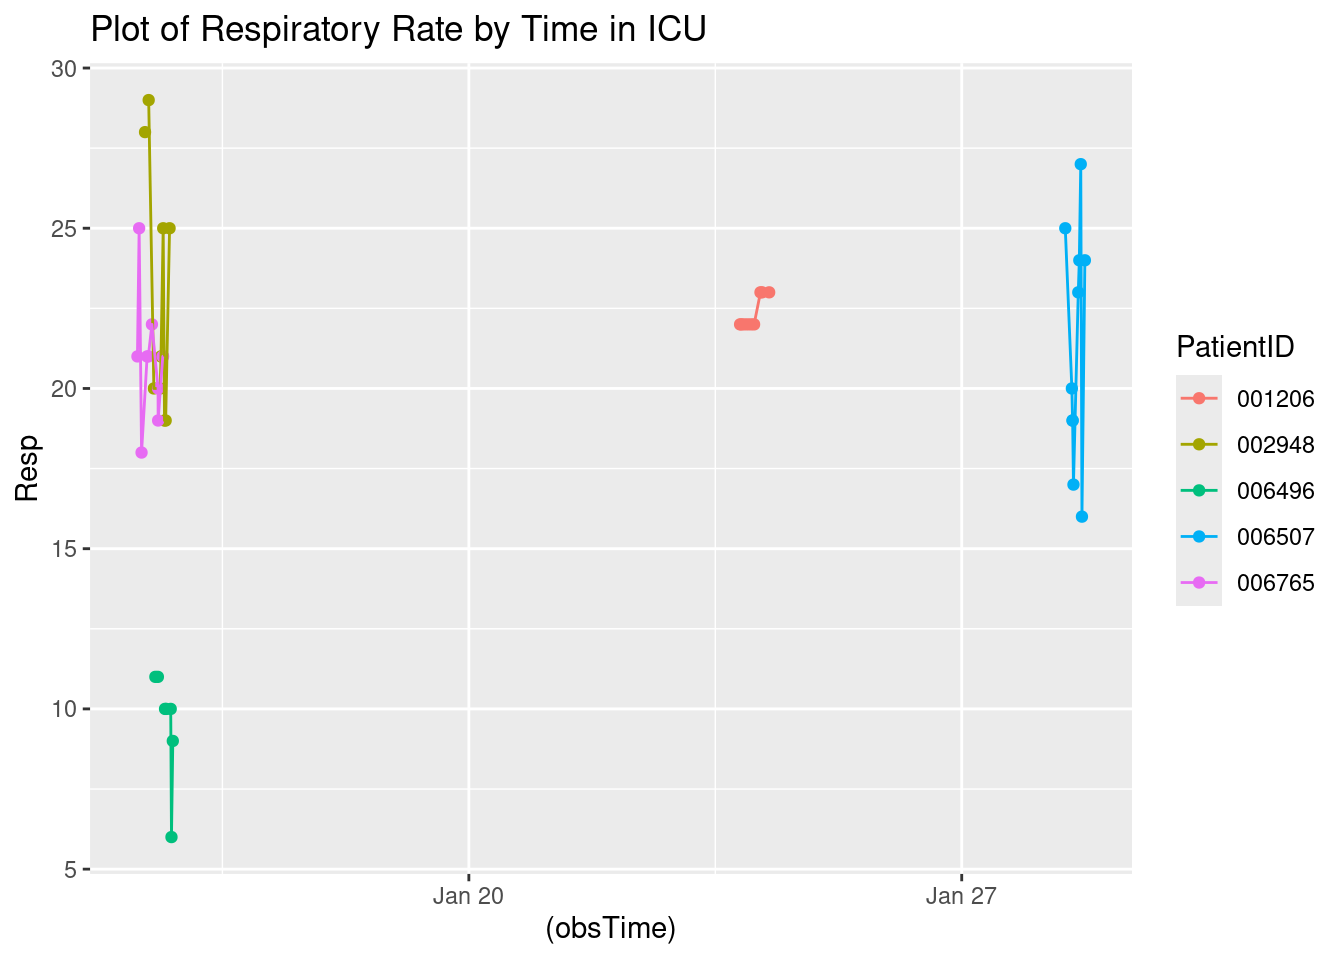 Plot of Respiratory Rate by Time in ICU
30
25
20
15
10
5
Resp
Jan 20
Jan 27
(obsTime)
PatientID
001206
002948
006496
006507
006765